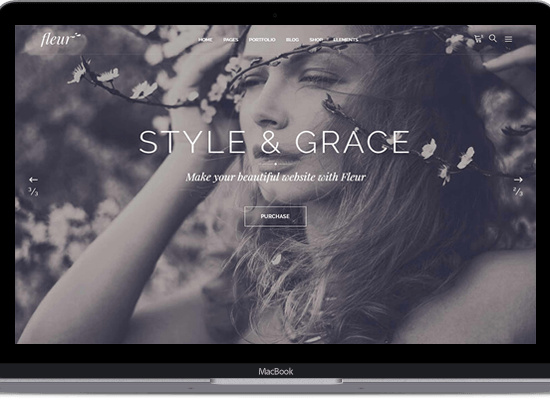 fleur
HOME PAGES PORTFOLIO BLOG SHOP ELEMENTS
STYLE & GRACE
Make your beautiful website with Fleur
3/3
2/3
PURCHASE
MacBook